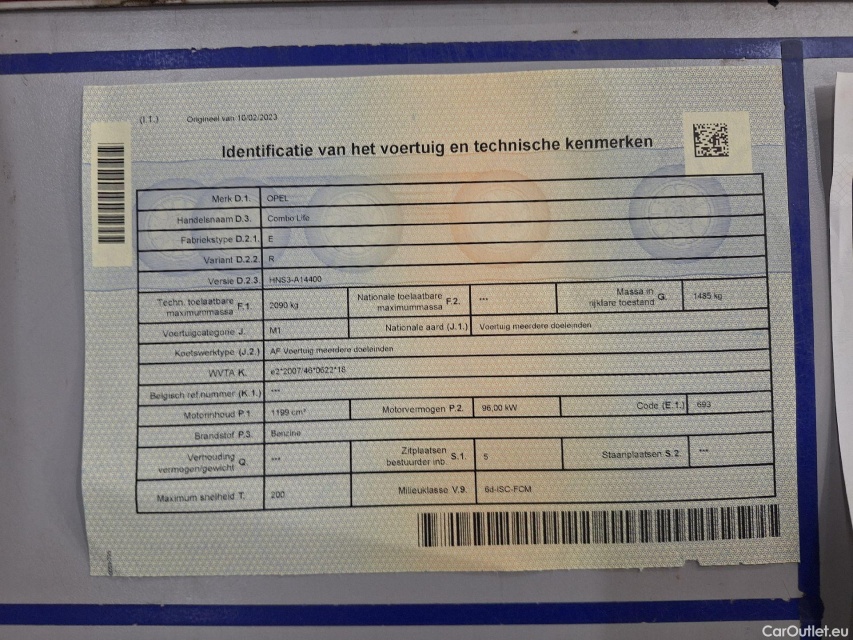 (I.1.) Origineel van 10/02/2023
Identificatie van het voertuig en technische kenmerken
Merk D.1. OPEL
Handelsnaam D.3. Combo Life
Fabriekstype D.2.1. E
Variant D.2.2. R
Versie D.2.3. HNS3-A14400
Techn. toelaatbare maximummassa F.1. 2090 kg Nationale toelaatbare maximummassa F.2. *** Massa in rijklare toestand G. 1485 kg
Voertuigcategorie J. M1 Nationale aard (J.1.) Voertuig meerdere doeleinden
Koetswerktype (J.2.) AF Voertuig meerdere doeleinden
WVTA K. e2*2007/46*0622*18
Belgisch ref.nummer (K.1.) ***
Motorinhoud P.1 1199 cm³ Motorvermogen P.2. 96,00 kW Code (E.1.) 693
Brandstof P.3. Benzine
Verhouding vermogen/gewicht Q. *** Zitplaatsen bestuurder inb. S.1. 5 Staanplaatsen S.2. ***
Maximum snelheid T. 200 Milieuklasse V.9. 6d-ISC-FCM
CarOutlet.eu